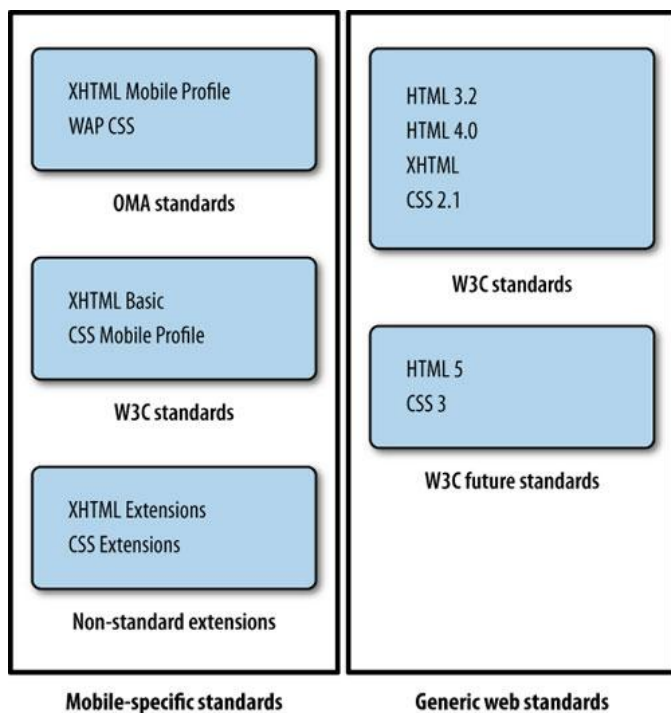 XHTML Mobile Profile
WAP CSS
OMA standards
XHTML Basic
CSS Mobile Profile
W3C standards
XHTML Extensions
CSS Extensions
Non-standard extensions
Mobile-specific standards
HTML 3.2
HTML 4.0
XHTML
CSS 2.1
W3C standards
HTML 5
CSS 3
W3C future standards
Generic web standards